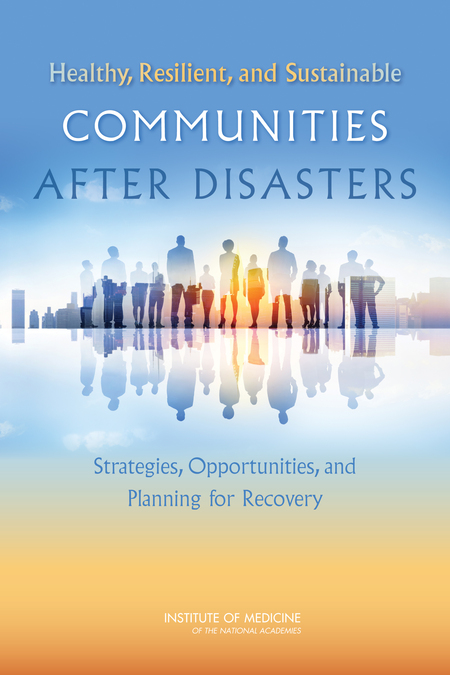 Healthy, Resilient, and Sustainable
COMMUNITIES
AFTER DISASTERS
Strategies, Opportunities, and
Planning for Recovery
INSTITUTE OF MEDICINE
OF THE NATIONAL ACADEMIES